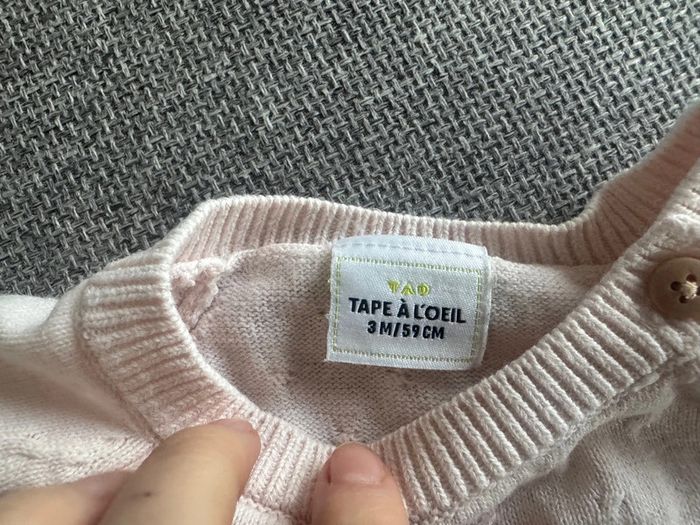 TAO
TAPE À L'OEIL
3 M/59 CM